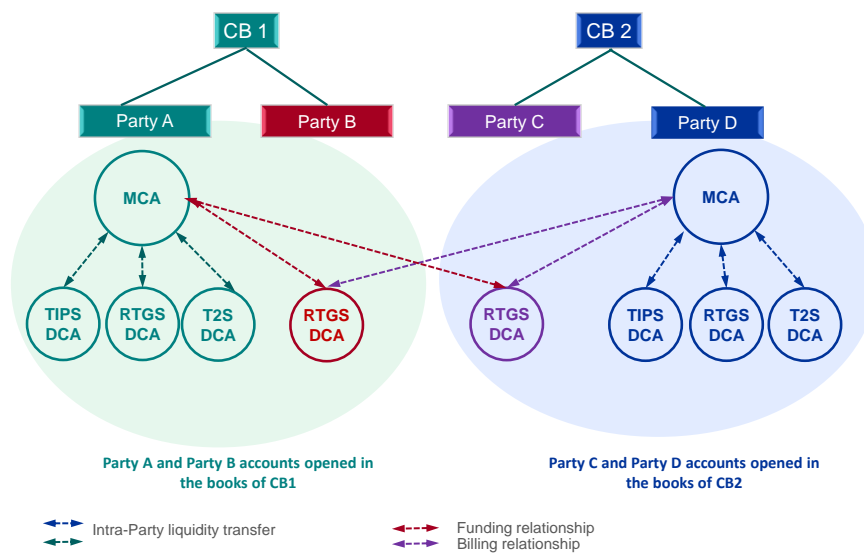 CB 1
CB 2
Party A
Party B
Party C
Party D
MCA
MCA
TIPS
DCA
RTGS
DCA
T2S
DCA
RTGS
DCA
RTGS
DCA
TIPS
DCA
RTGS
DCA
T2S
DCA
Party A and Party B accounts opened in
the books of CB1
Party C and Party D accounts opened in
the books of CB2
Intra-Party liquidity transfer
Funding relationship
Billing relationship